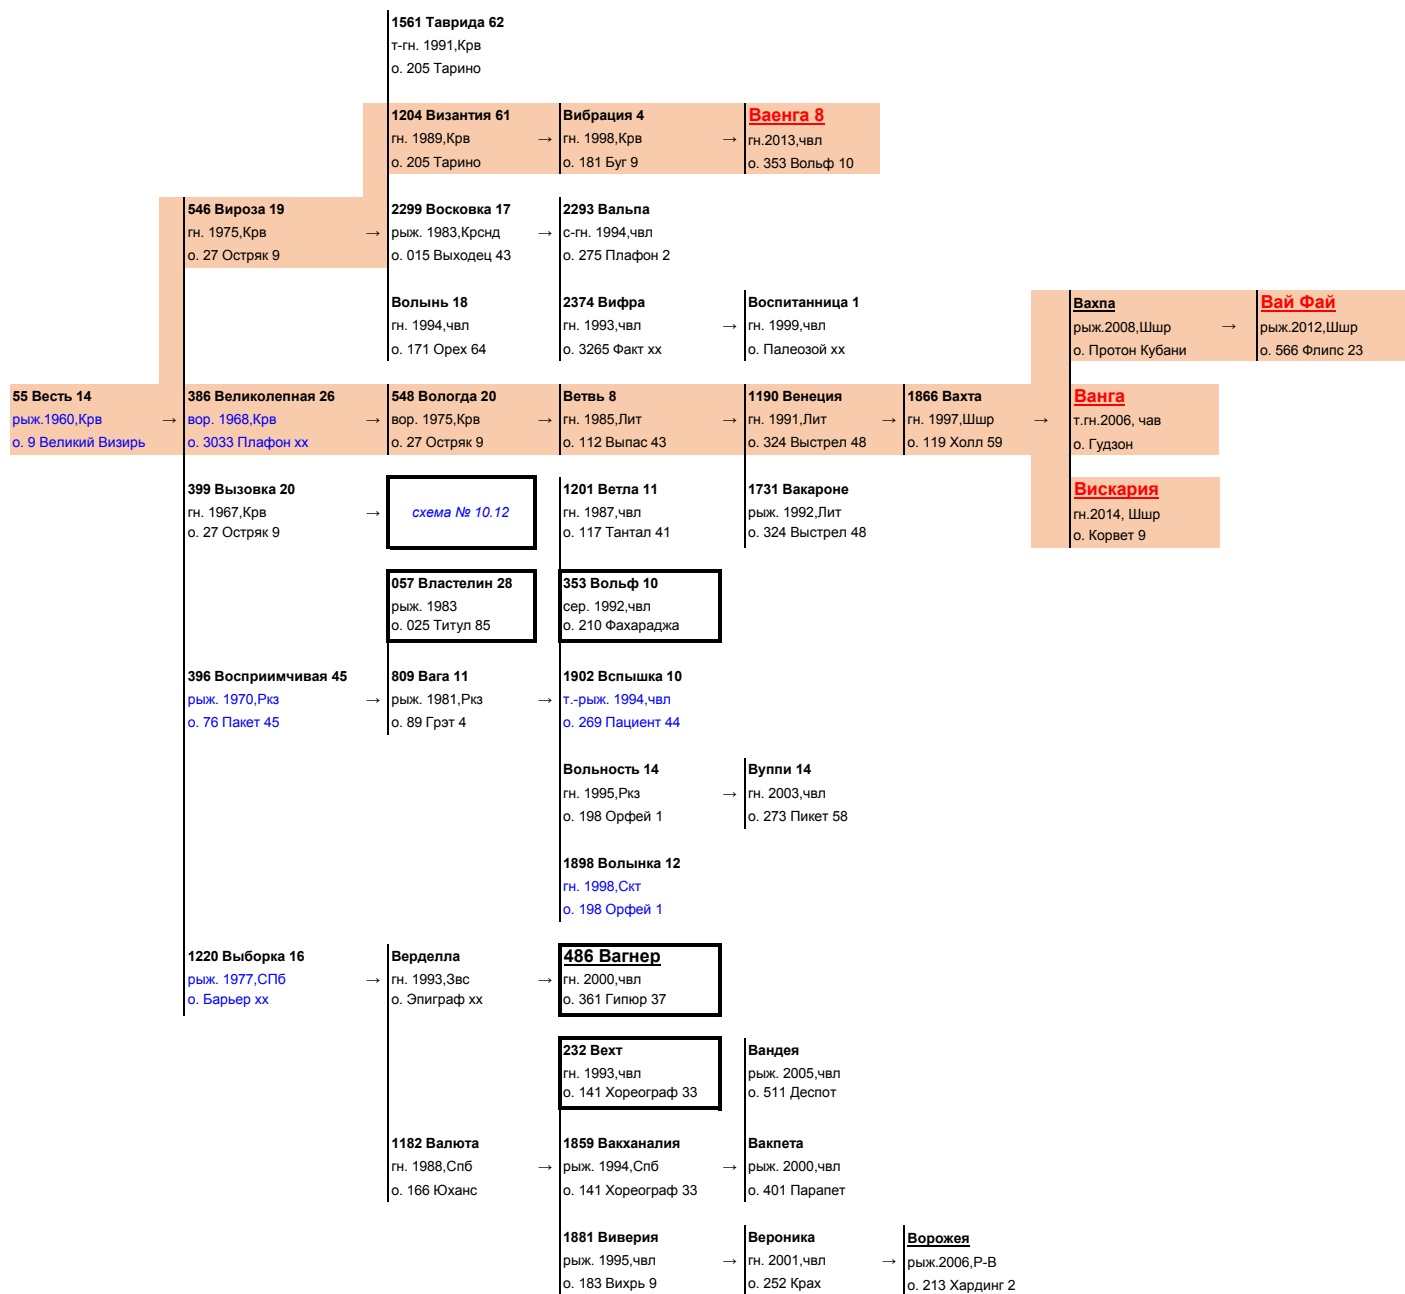 1561 Таврида 62
т-гн. 1991,Крв
о. 205 Тарино
1204 Византия 61
гн. 1989,Крв
о. 205 Тарино
→
Вибрация 4
гн. 1998,Крв
о. 181 Буг 9
→
Ваенга 8
гн.2013,чвл
о. 353 Вольф 10
546 Вироза 19
гн. 1975,Крв
о. 27 Остряк 9
→
2299 Восковка 17
рыж. 1983,Крснд
о. 015 Выходец 43
→
2293 Вальпа
с-гн. 1994,чвл
о. 275 Плафон 2
Волынь 18
гн. 1994,чвл
о. 171 Орех 64
2374 Вифра
гн. 1993,чвл
о. 3265 Факт хх
→
Воспитанница 1
гн. 1999,чвл
о. Палеозой хх
Вахпа
рыж.2008,Шшр
о. Протон Кубани
→
Вай Фай
рыж.2012,Шшр
о. 566 Флипс 23
55 Весть 14
рыж.1960,Крв
о. 9 Великий Визирь
→
386 Великолепная 26
вор. 1968,Крв
о. 3033 Плафон хх
→
548 Вологда 20
вор. 1975,Крв
о. 27 Остряк 9
→
Ветвь 8
гн. 1985,Лит
о. 112 Выпас 43
→
1190 Венеция
гн. 1991,Лит
о. 324 Выстрел 48
→
1866 Вахта
гн. 1997,Шшр
о. 119 Холл 59
→
Ванга
т.гн.2006, чав
о. Гудзон
399 Вызовка 20
гн. 1967,Крв
о. 27 Остряк 9
→
схема № 10.12
1201 Ветла 11
гн. 1987,чвл
о. 117 Тантал 41
1731 Вакароне
рыж. 1992,Лит
о. 324 Выстрел 48
Вискария
гн.2014, Шшр
о. Корвет 9
057 Властелин 28
рыж. 1983
о. 025 Титул 85
353 Вольф 10
сер. 1992,чвл
о. 210 Фахараджа
396 Восприимчивая 45
рыж. 1970,Ркз
о. 76 Пакет 45
→
809 Вага 11
рыж. 1981,Ркз
о. 89 Грэт 4
→
1902 Вспышка 10
т.-рыж. 1994,чвл
о. 269 Пациент 44
Вольность 14
гн. 1995,Ркз
о. 198 Орфей 1
→
Вуппи 14
гн. 2003,чвл
о. 273 Пикет 58
1898 Волынка 12
гн. 1998,Скт
о. 198 Орфей 1
1220 Выборка 16
рыж. 1977,СПб
о. Барьер хх
→
Верделла
гн. 1993,Звс
о. Эпиграф хх
→
486 Вагнер
гн. 2000,чвл
о. 361 Гипюр 37
232 Вехт
гн. 1993,чвл
о. 141 Хореограф 33
Вандея
рыж. 2005,чвл
о. 511 Деспот
1182 Валюта
гн. 1988,Спб
о. 166 Юханс
→
1859 Вакханалия
рыж. 1994,Спб
о. 141 Хореограф 33
→
Вакпета
рыж. 2000,чвл
о. 401 Парапет
1881 Виверия
рыж. 1995,чвл
о. 183 Вихрь 9
→
Вероника
гн. 2001,чвл
о. 252 Крах
→
Ворожея
рыж.2006,Р-В
о. 213 Хардинг 2